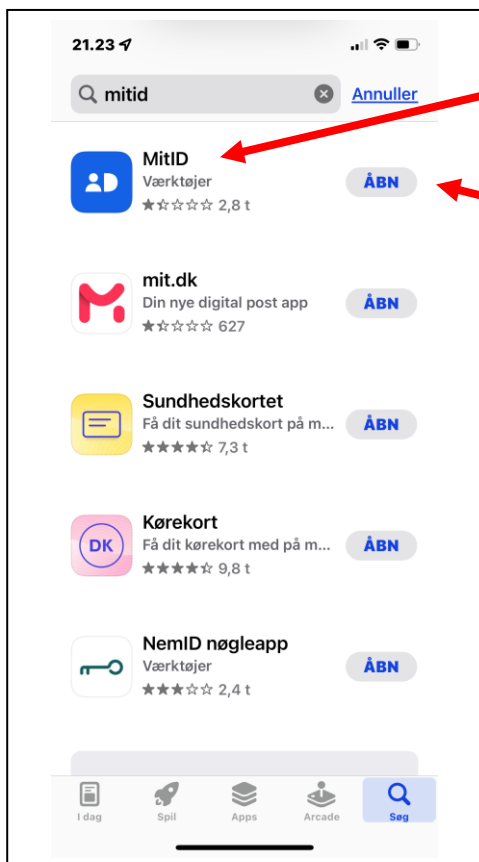 21.23
mitid
Annuller
MitID
Værktøjer
2,8 t
ÅBN
mit.dk
Din nye digital post app
627
ÅBN
Sundhedskortet
Få dit sundhedskort på m...
7,3 t
ÅBN
DK
Kørekort
Få dit kørekort med på m...
9,8 t
ÅBN
NemID nøgleapp
Værktøjer
2,4 t
ÅBN
I dag
Spil
Apps
Arcade
Søg